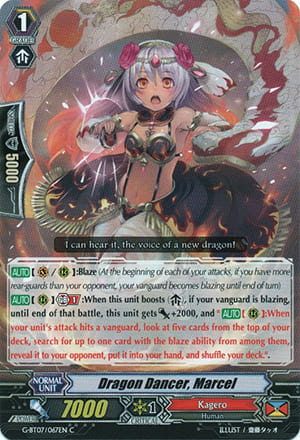 1
GRADE
5000
I can hear it, the voice of a new dragon!
AUTO [ ]:Blaze (At the beginning of each of your attacks, if you have more
rear-guards than your opponent, your vanguard becomes blazing until end of turn)
AUTO [ ]:When this unit boosts , if your vanguard is blazing,
until end of that battle, this unit gets +2000, and "AUTO [ ]:When
your unit's attack hits a vanguard, look at five cards from the top of your
deck, search for up to one card with the blaze ability from among them,
reveal it to your opponent, put it into your hand, and shuffle your deck.".
NORMAL
UNIT
Dragon Dancer, Marcel
POWER
7000
1
CRITICAL
Kagero
Human
G-BT07/067EN C
ILLUST / 齋藤タヶオ